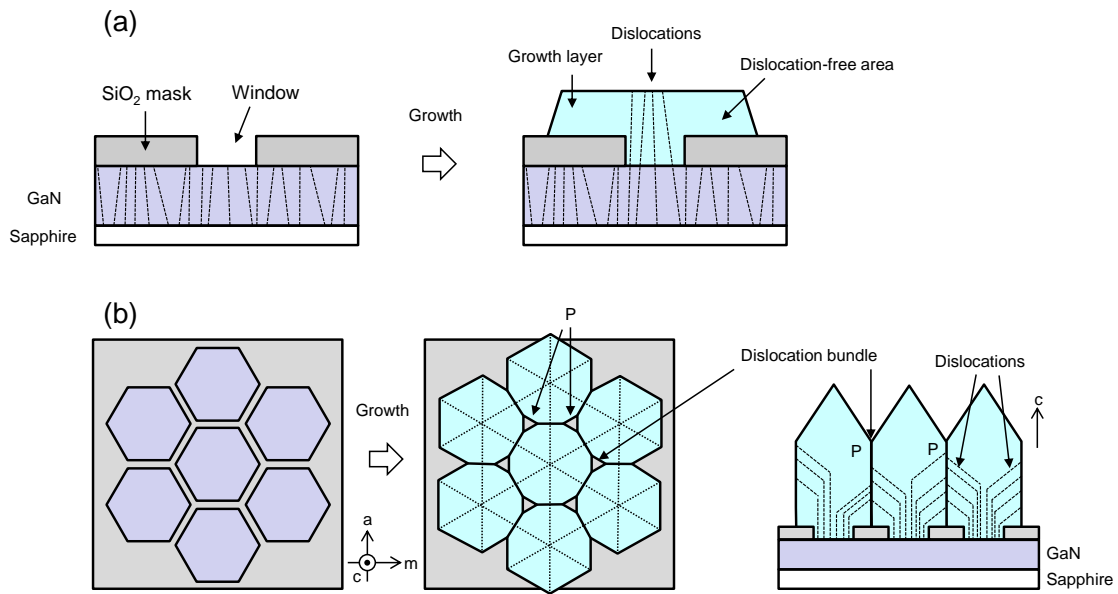 (a)
Dislocations
Growth layer
Dislocation-free area
SiO2 mask
Window
Growth
GaN
Sapphire
(b)
P
Dislocation bundle
Dislocations
Growth
c
P
P
a
m
c
GaN
Sapphire